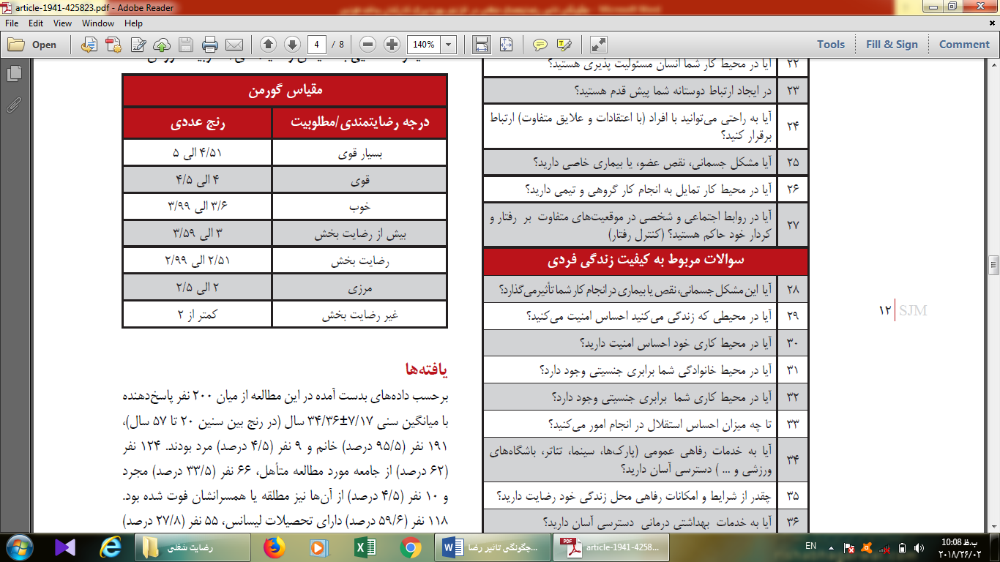 article-1941-425823.pdf - Adobe Reader
File Edit View Window Help
Open
4 / 8
140%
Tools Fill & Sign Comment
۲۲ آیا در محیط کار شما انسان مسئولیت پذیری هستید؟
۲۳ در ایجاد ارتباط دوستانه شما پیش قدم هستید؟
۲۴ آیا به راحتی می‌توانید با افراد (با اعتقادات و علایق متفاوت) ارتباط
برقرار کنید؟
۲۵ آیا مشکل جسمانی، نقص عضو، یا بیماری خاصی دارید؟
۲۶ آیا در محیط کار تمایل به انجام کار گروهی و تیمی دارید؟
۲۷ آیا در روابط اجتماعی و شخصی در موقعیت‌های متفاوت بر رفتار و
کردار خود حاکم هستید؟ (کنترل رفتار)
سوالات مربوط به کیفیت زندگی فردی
۲۸ آیا این مشکل جسمانی، نقص یا بیماری در انجام کار شما تأثیر می‌گذارد؟
۲۹ آیا در محیطی که زندگی می‌کنید احساس امنیت می‌کنید؟
۳۰ آیا در محیط کاری خود احساس امنیت دارید؟
۳۱ آیا در محیط خانوادگی شما برابری جنسیتی وجود دارد؟
۳۲ آیا در محیط کاری شما برابری جنسیتی وجود دارد؟
۳۳ تا چه میزان احساس استقلال در انجام امور می‌کنید؟
۳۴ آیا به خدمات رفاهی عمومی (پارک‌ها، سینما، تئاتر، باشگاه‌های
ورزشی و ... ) دسترسی آسان دارید؟
۳۵ چقدر از شرایط و امکانات رفاهی محل زندگی خود رضایت دارید؟
۳۶ آیا به خدمات بهداشتی درمانی دسترسی آسان دارید؟
۱۲ SJM
مقیاس گورمن
درجه رضایتمندی/مطلوبیت رنج عددی
بسیار قوی ۴/۵۱ الی ۵
قوی ۴ الی ۴/۵
خوب ۳/۶ الی ۳/۹۹
بیش از رضایت بخش ۳ الی ۳/۵۹
رضایت بخش ۲/۵۱ الی ۲/۹۹
مرزی ۲ الی ۲/۵
غیر رضایت بخش کمتر از ۲
یافته‌ها
برحسب داده‌های بدست آمده در این مطالعه از میان ۲۰۰ نفر پاسخ‌دهنده
با میانگین سنی ۷/۱۷±۳۴/۳۶ سال (در رنج بین سنین ۲۰ تا ۵۷ سال)،
۱۹۱ نفر (۹۵/۵ درصد) خانم و ۹ نفر (۴/۵ درصد) مرد بودند. ۱۲۴ نفر
(۶۲ درصد) از جامعه مورد مطالعه متأهل، ۶۶ نفر (۳۳/۵ درصد) مجرد
و ۱۰ نفر (۴/۵ درصد) از آن‌ها نیز مطلقه یا همسرانشان فوت شده بود.
۱۱۸ نفر (۵۹/۶ درصد) دارای تحصیلات لیسانس، ۵۵ نفر (۲۷/۸ درصد)
رضایت شغلی
چگونگی تاثیر رضا...
article-1941-4258...
EN
ب.ظ 10:08
۲۰۱۸/۲۶/۰۲